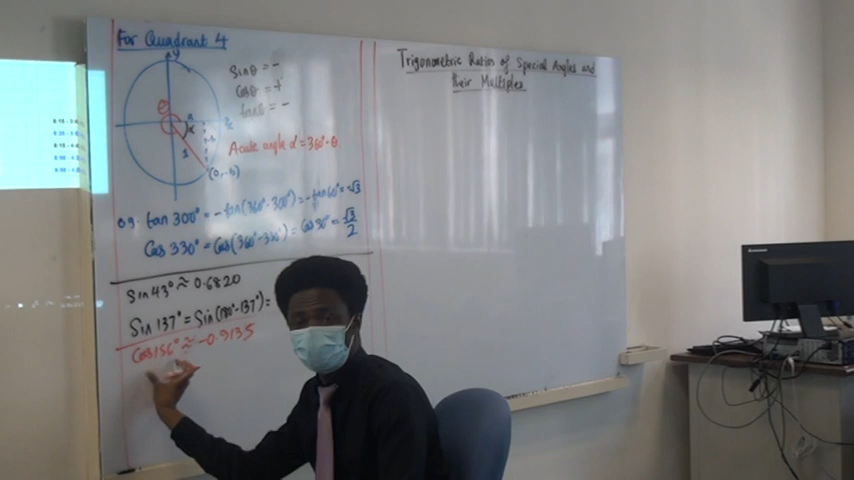 For Quadrant 4
y
Sinθ = -
Cosθ = +
tanθ = -
θ
a
α
1
Acute angle α = 360° - θ
eg. tan 300° = -tan(360° - 300°) = -tan 60° = -√3
Cos 330° = Cos(360° - 330°) = Cos 30° = √3/2
Sin 43° ≈ 0.6820
Sin 137° = Sin(180° - 137°) =
Cos 156° ≈ -0.9135
Trigonometric Ratios of Special Angles and
their Multiples